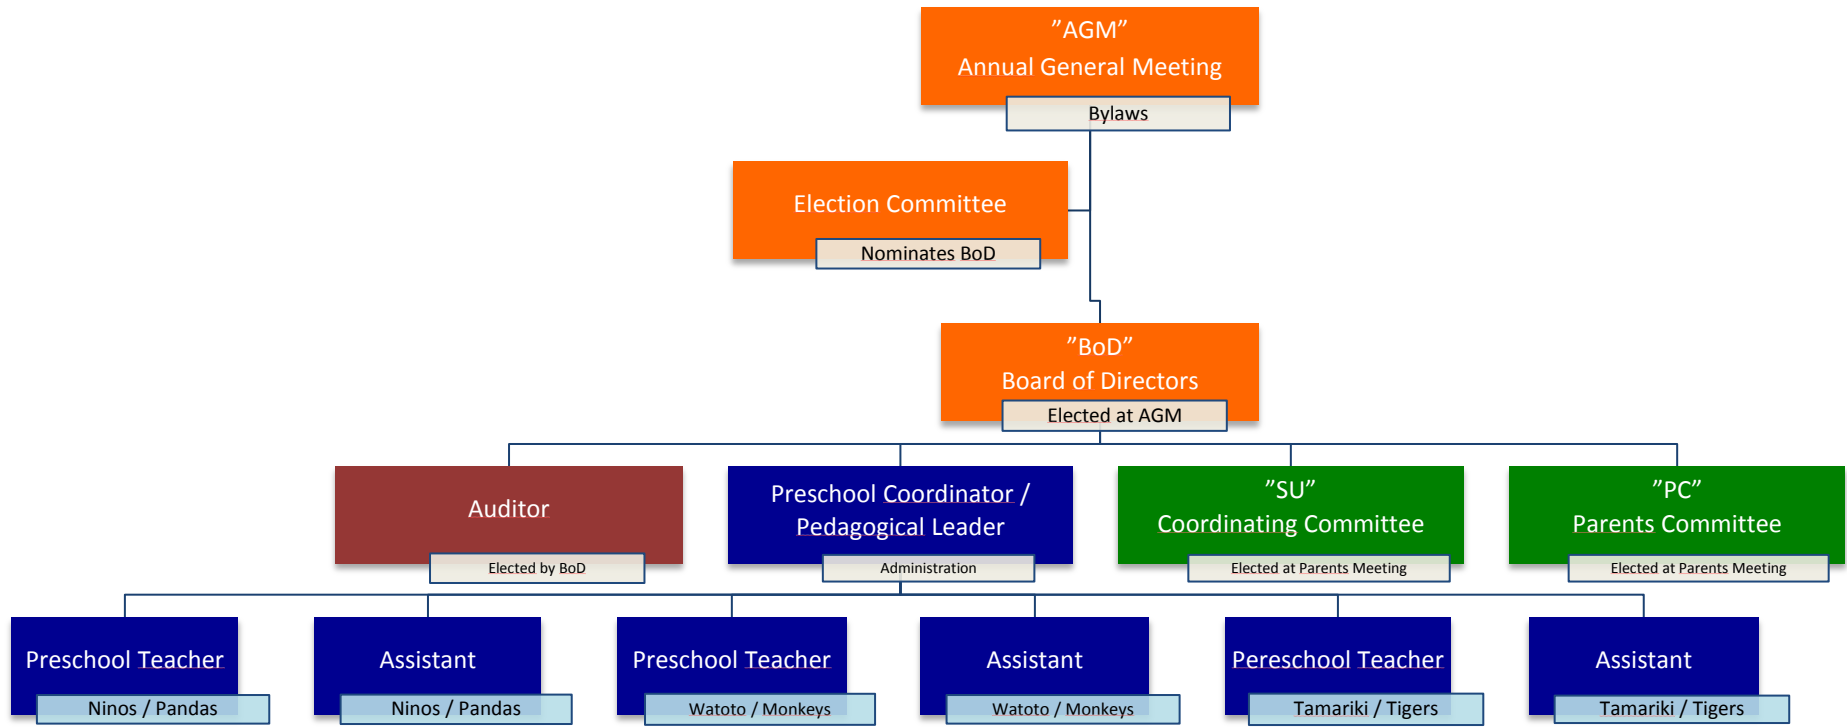 ”AGM”
Annual General Meeting
Bylaws
Election Committee
Nominates BoD
”BoD”
Board of Directors
Elected at AGM
Auditor
Elected by BoD
Preschool Coordinator /
Pedagogical Leader
Administration
”SU”
Coordinating Committee
Elected at Parents Meeting
”PC”
Parents Committee
Elected at Parents Meeting
Preschool Teacher
Ninos / Pandas
Assistant
Ninos / Pandas
Preschool Teacher
Watoto / Monkeys
Assistant
Watoto / Monkeys
Pereschool Teacher
Tamariki / Tigers
Assistant
Tamariki / Tigers